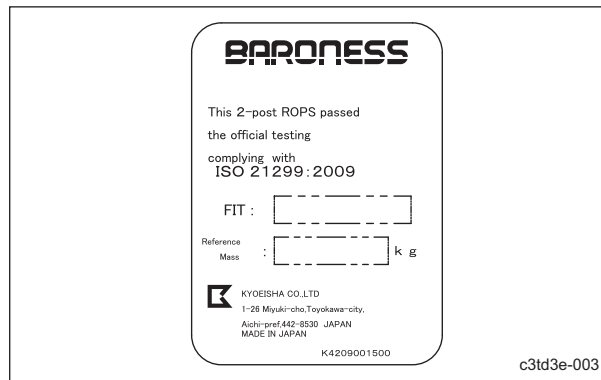 BARONESS
This 2-post ROPS passed
the official testing
complying with
ISO 21299:2009
FIT :
Reference
Mass : kg
KYOEISHA CO.,LTD
1-26 Miyuki-cho,Toyokawa-city,
Aichi-pref,442-8530 JAPAN
MADE IN JAPAN
K4209001500
c3td3e-003